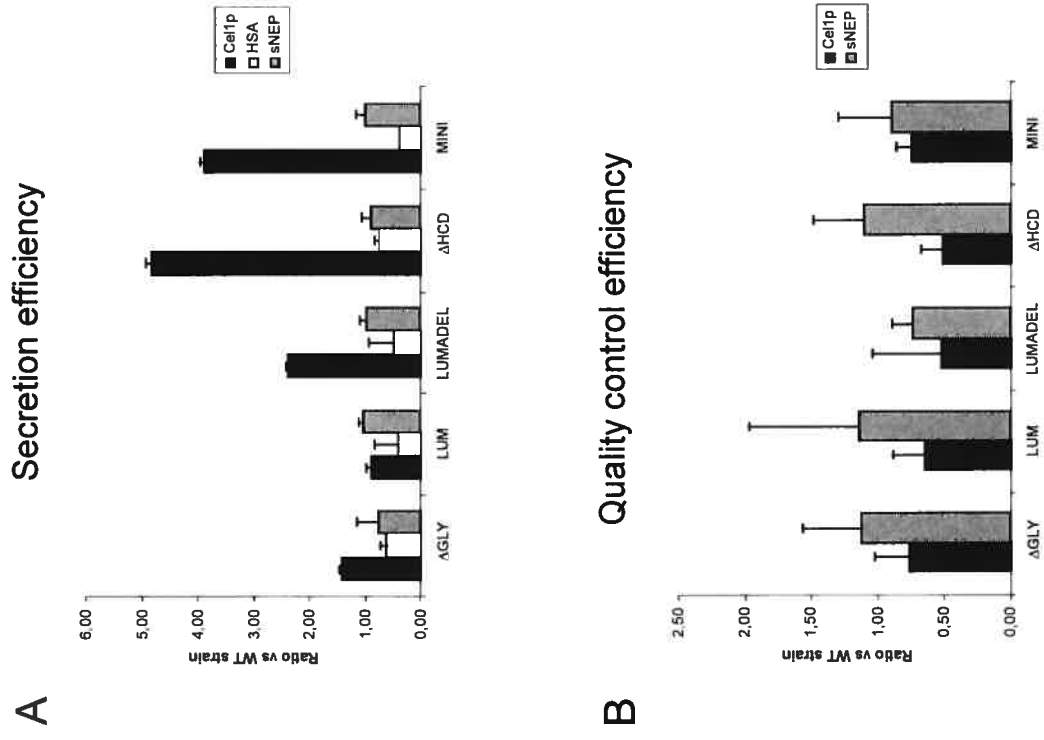 A
Secretion efficiency
Cel1p
HSA
sNEP
Ratio vs WT strain
6,00
5,00
4,00
3,00
2,00
1,00
0,00
ΔGLY
LUM
LUMADEL
ΔHCD
MINI
B
Quality control efficiency
Cel1p
sNEP
Ratio vs WT strain
2,50
2,00
1,50
1,00
0,50
0,00
ΔGLY
LUM
LUMADEL
ΔHCD
MINI